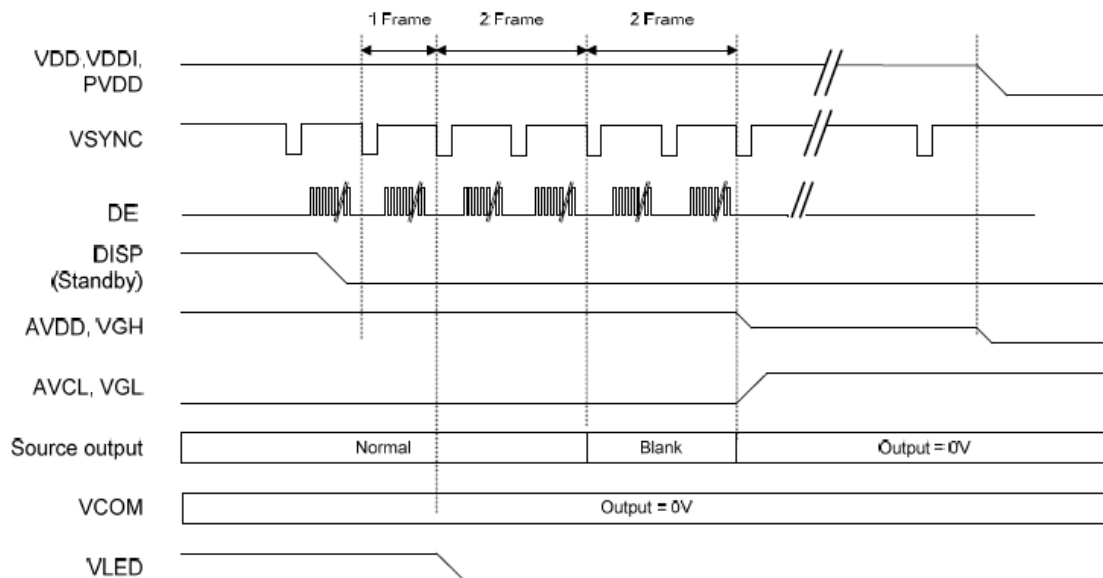 1 Frame 2 Frame 2 Frame
VDD,VDDI,
PVDD
VSYNC
DE
DISP
(Standby)
AVDD, VGH
AVCL, VGL
Source output Normal Blank Output = 0V
VCOM Output = 0V
VLED